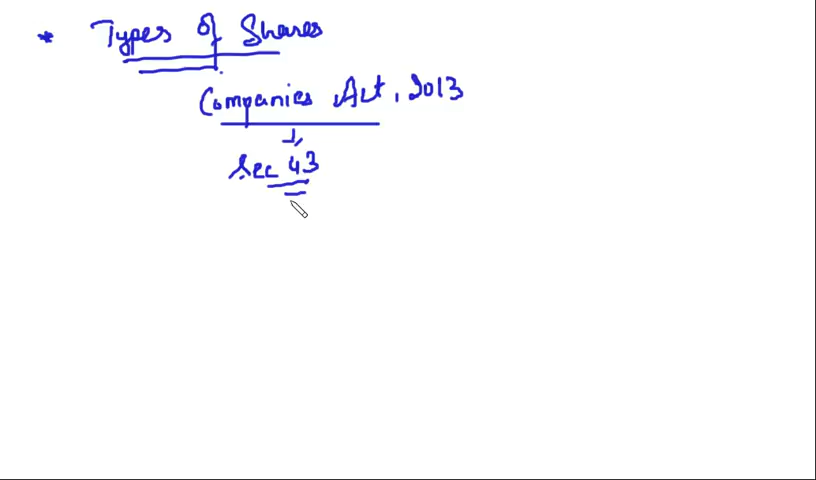 * Types of Shares
Companies Act, 2013
Sec 43